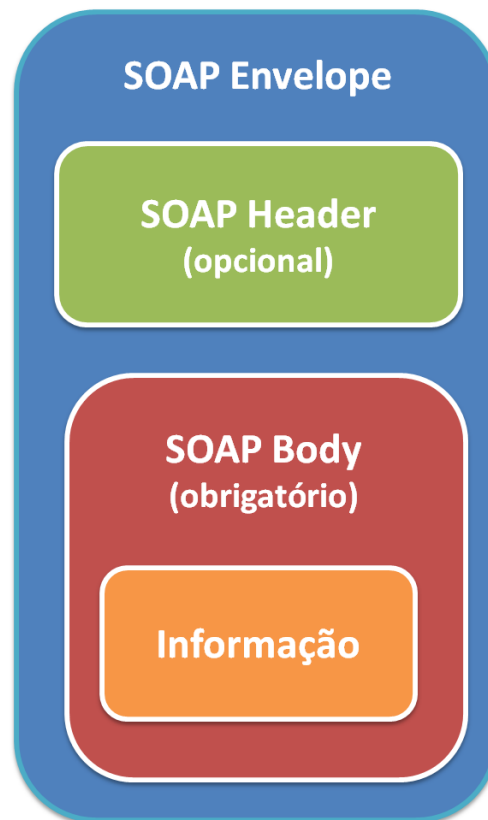 SOAP Envelope
SOAP Header
(opcional)
SOAP Body
(obrigatório)
Informação